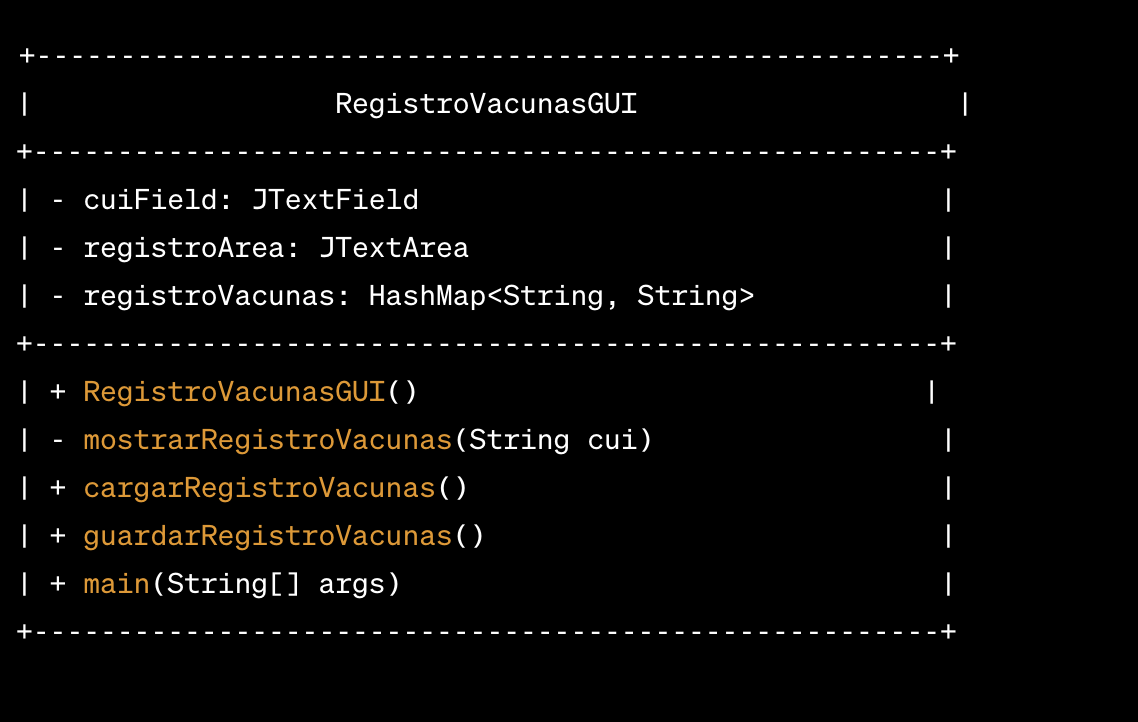 +------------------------------------------------------+
|                  RegistroVacunasGUI                   |
+------------------------------------------------------+
| - cuiField: JTextField                               |
| - registroArea: JTextArea                            |
| - registroVacunas: HashMap<String, String>           |
+------------------------------------------------------+
| + RegistroVacunasGUI()                              |
| - mostrarRegistroVacunas(String cui)                 |
| + cargarRegistroVacunas()                            |
| + guardarRegistroVacunas()                           |
| + main(String[] args)                                |
+------------------------------------------------------+